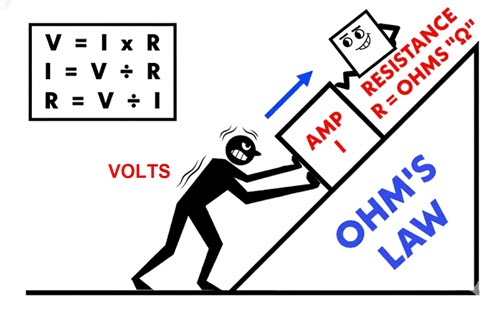 V = I x R
I = V ÷ R
R = V ÷ I
VOLTS
AMP
I
RESISTANCE
R = OHMS "Ω"
OHM'S
LAW